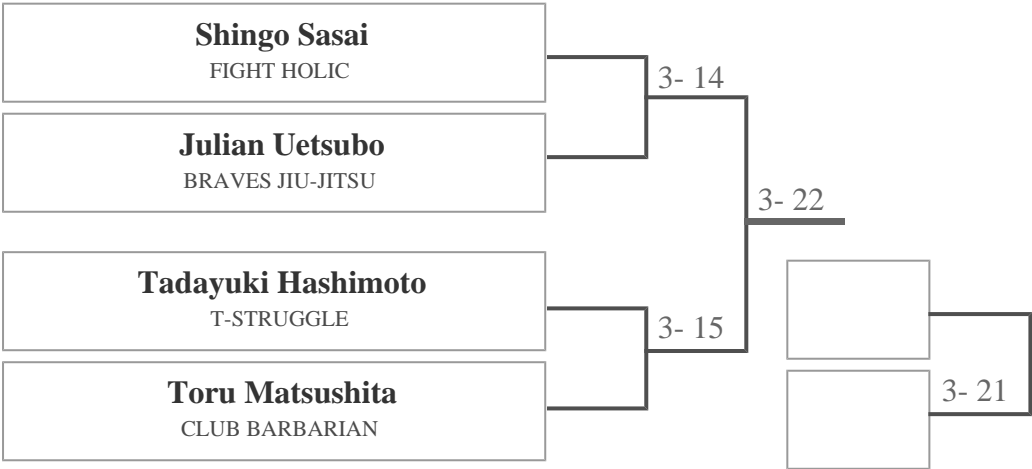 Shingo Sasai
FIGHT HOLIC
3- 14
Julian Uetsubo
BRAVES JIU-JITSU
3- 22
Tadayuki Hashimoto
T-STRUGGLE
3- 15
Toru Matsushita
CLUB BARBARIAN
3- 21